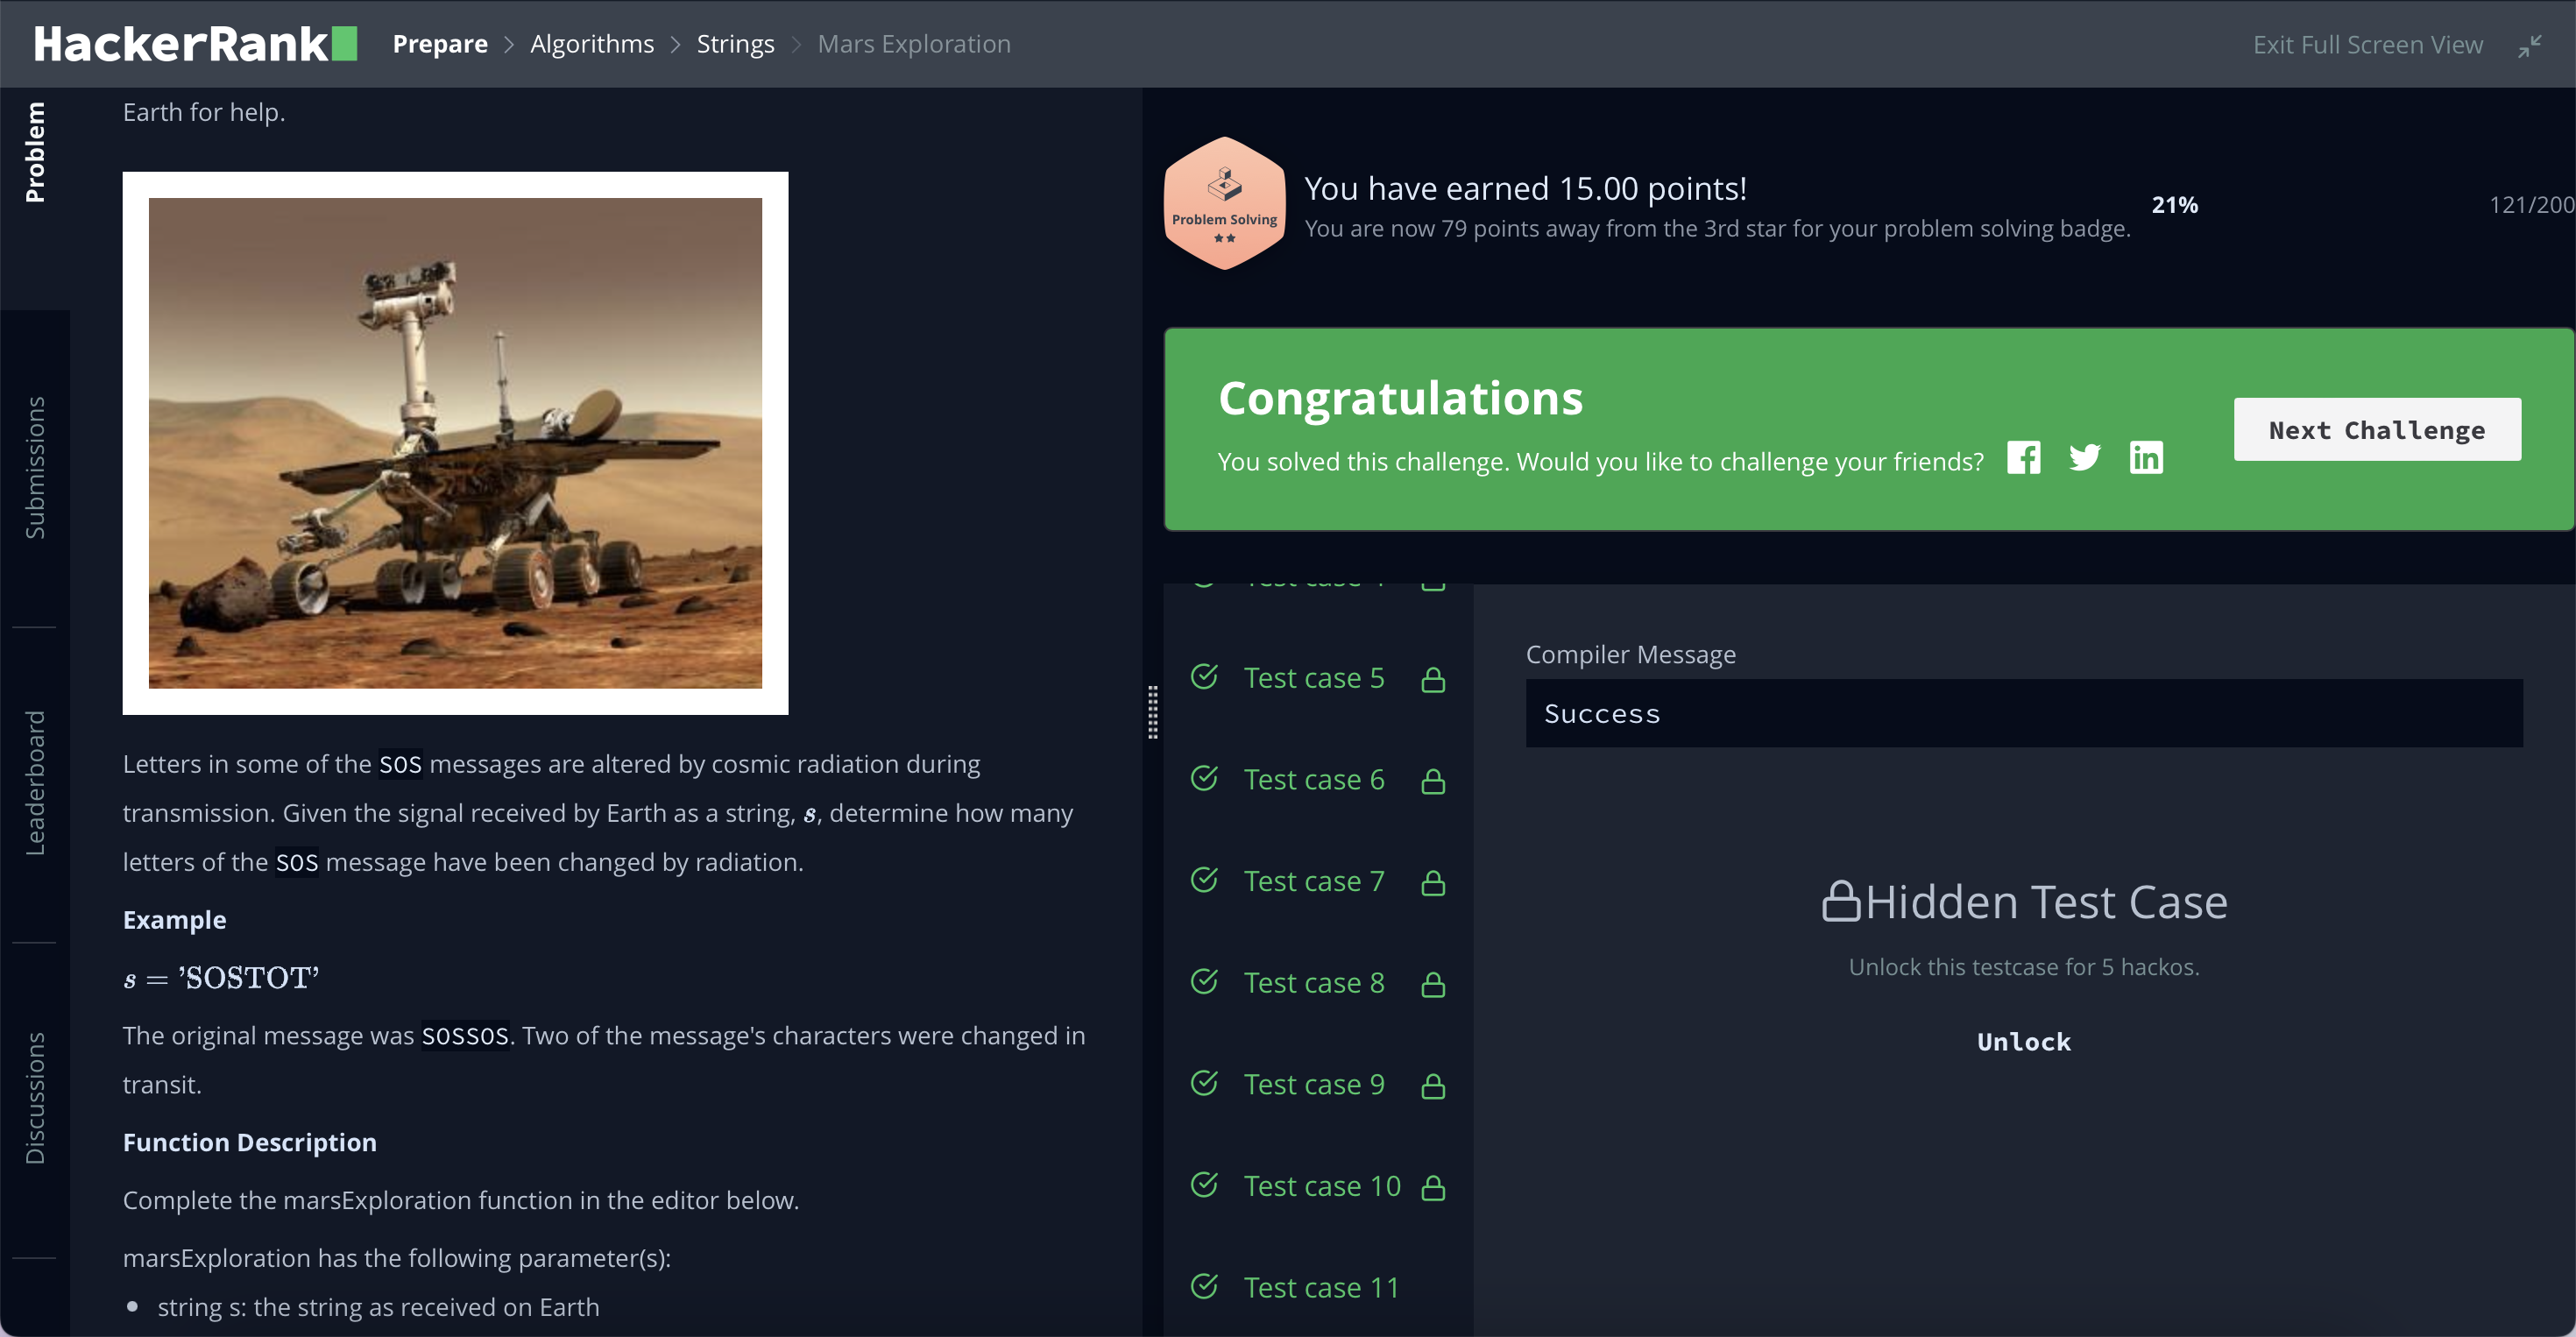 HackerRank
Prepare > Algorithms > Strings > Mars Exploration
Exit Full Screen View
Problem
Submissions
Leaderboard
Discussions
Earth for help.
Letters in some of the SOS messages are altered by cosmic radiation during
transmission. Given the signal received by Earth as a string, s, determine how many
letters of the SOS message have been changed by radiation.
Example
s = 'SOSTOT'
The original message was SOSSOS. Two of the message's characters were changed in
transit.
Function Description
Complete the marsExploration function in the editor below.
marsExploration has the following parameter(s):
• string s: the string as received on Earth
Problem Solving
You have earned 15.00 points!
You are now 79 points away from the 3rd star for your problem solving badge.
21%
121/200
Congratulations
You solved this challenge. Would you like to challenge your friends?
Next Challenge
Test case 5
Test case 6
Test case 7
Test case 8
Test case 9
Test case 10
Test case 11
Compiler Message
Success
Hidden Test Case
Unlock this testcase for 5 hackos.
Unlock